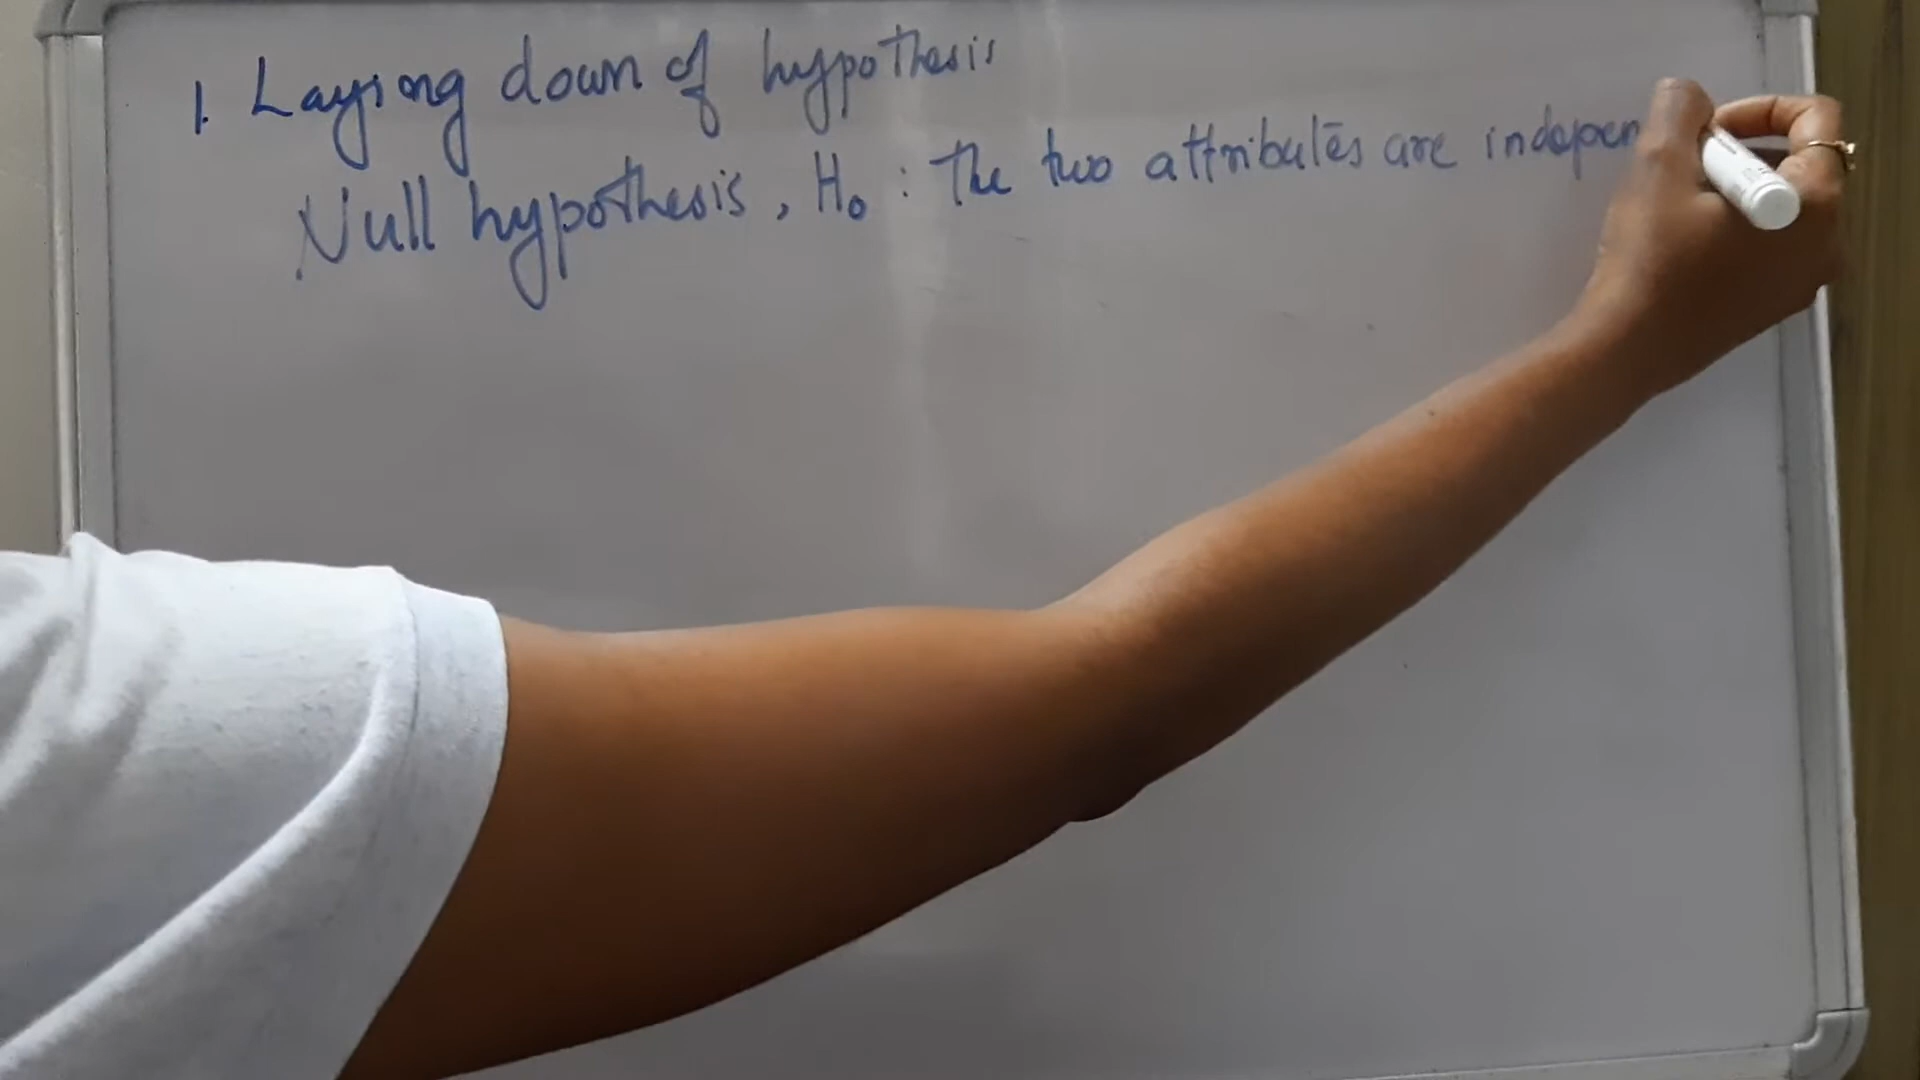 1. Laying down of hypothesis
Null hypothesis, H₀ : The two attributes are indepen